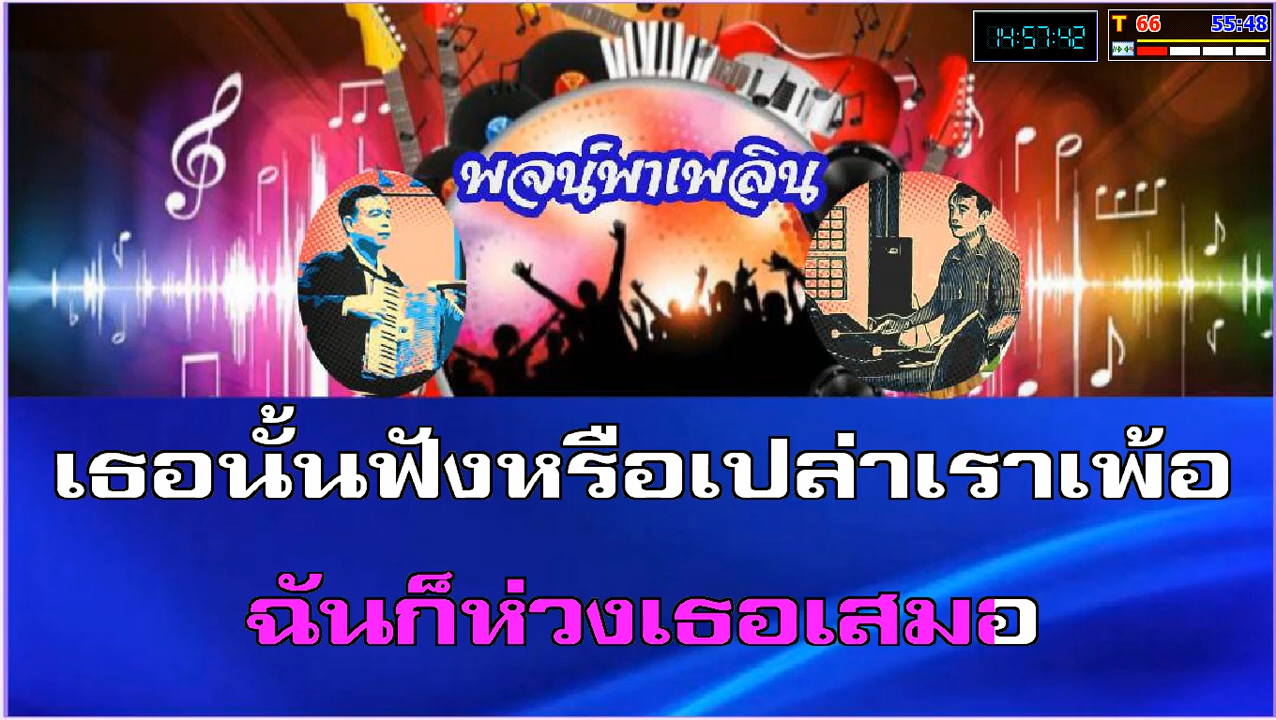 14:57:42
T 66 55:48
พจน์พาเพลิน
เธอนั้นฟังหรือเปล่าเราเพ้อ
ฉันก็ห่วงเธอเสมอ